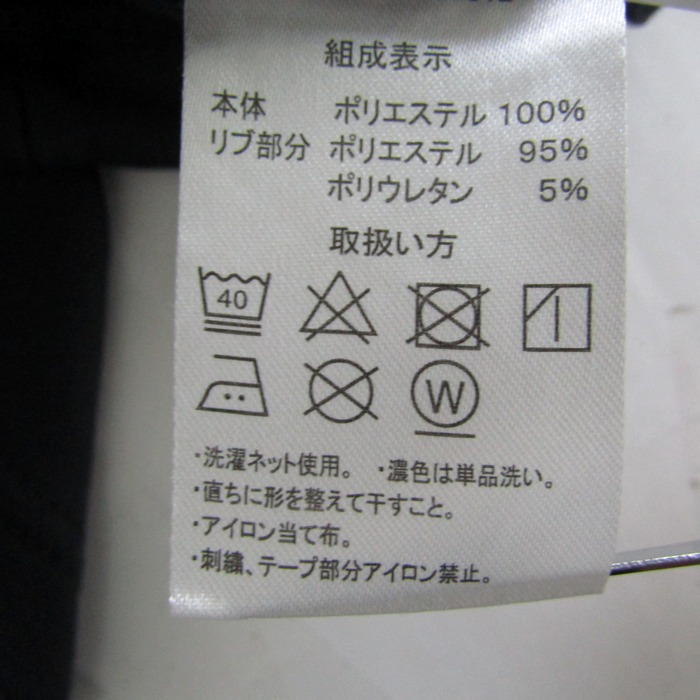 組成表示
本体 ポリエステル 100%
リブ部分 ポリエステル 95%
ポリウレタン 5%
取扱い方
40
W
・洗濯ネット使用。 ・濃色は単品洗い。
・直ちに形を整えて干すこと。
・アイロン当て布。
・刺繍、テープ部分アイロン禁止。